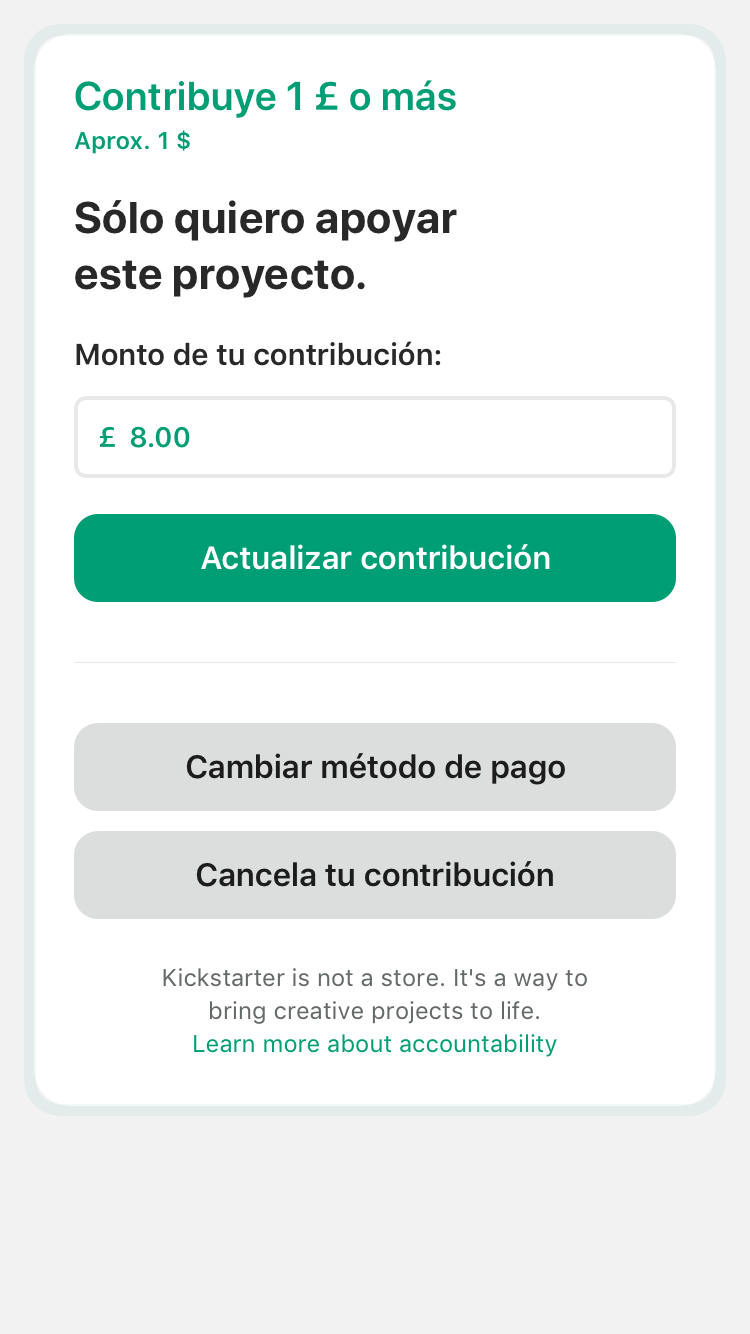 Contribuye 1 £ o más
Aprox. 1 $
Sólo quiero apoyar
este proyecto.
Monto de tu contribución:
£ 8.00
Actualizar contribución
Cambiar método de pago
Cancela tu contribución
Kickstarter is not a store. It's a way to
bring creative projects to life.
Learn more about accountability